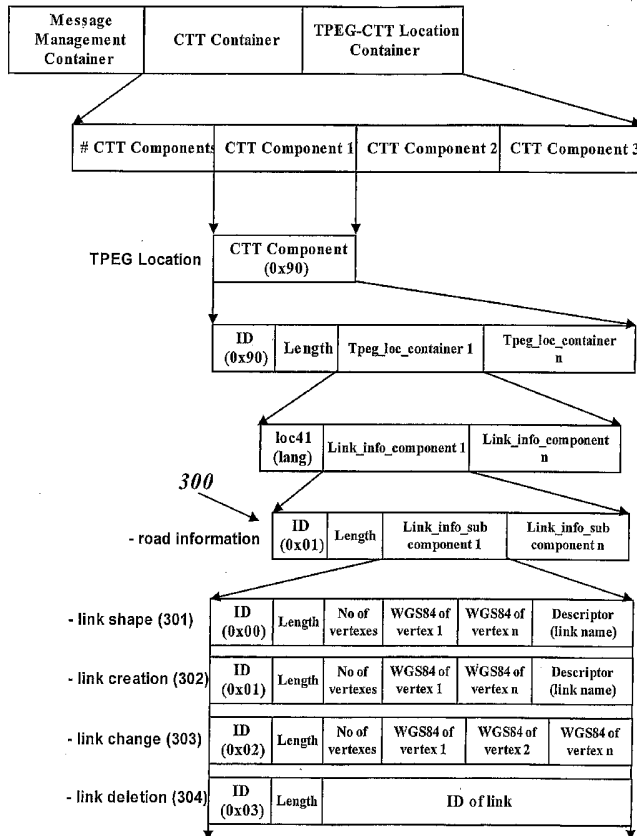 Message Management Container CTT Container TPEG-CTT Location Container
# CTT Components CTT Component 1 CTT Component 2 CTT Component 3
TPEG Location CTT Component (0x90)
ID (0x90) Length Tpeg_loc_container 1 Tpeg_loc_container n
loc41 (lang) Link_info_component 1 Link_info_component n
300
- road information ID (0x01) Length Link_info_sub component 1 Link_info_sub component n
- link shape (301) ID (0x00) Length No of vertexes WGS84 of vertex 1 WGS84 of vertex n Descriptor (link name)
- link creation (302) ID (0x01) Length No of vertexes WGS84 of vertex 1 WGS84 of vertex n Descriptor (link name)
- link change (303) ID (0x02) Length No of vertexes WGS84 of vertex 1 WGS84 of vertex 2 WGS84 of vertex n
- link deletion (304) ID (0x03) Length ID of link